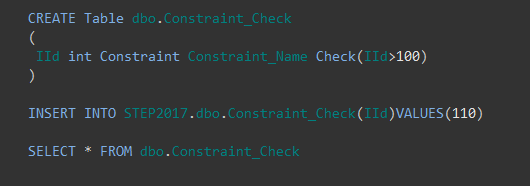 CREATE Table dbo.Constraint_Check
(
IId int Constraint Constraint_Name Check(IId>100)
)
INSERT INTO STEP2017.dbo.Constraint_Check(IId)VALUES(110)
SELECT * FROM dbo.Constraint_Check